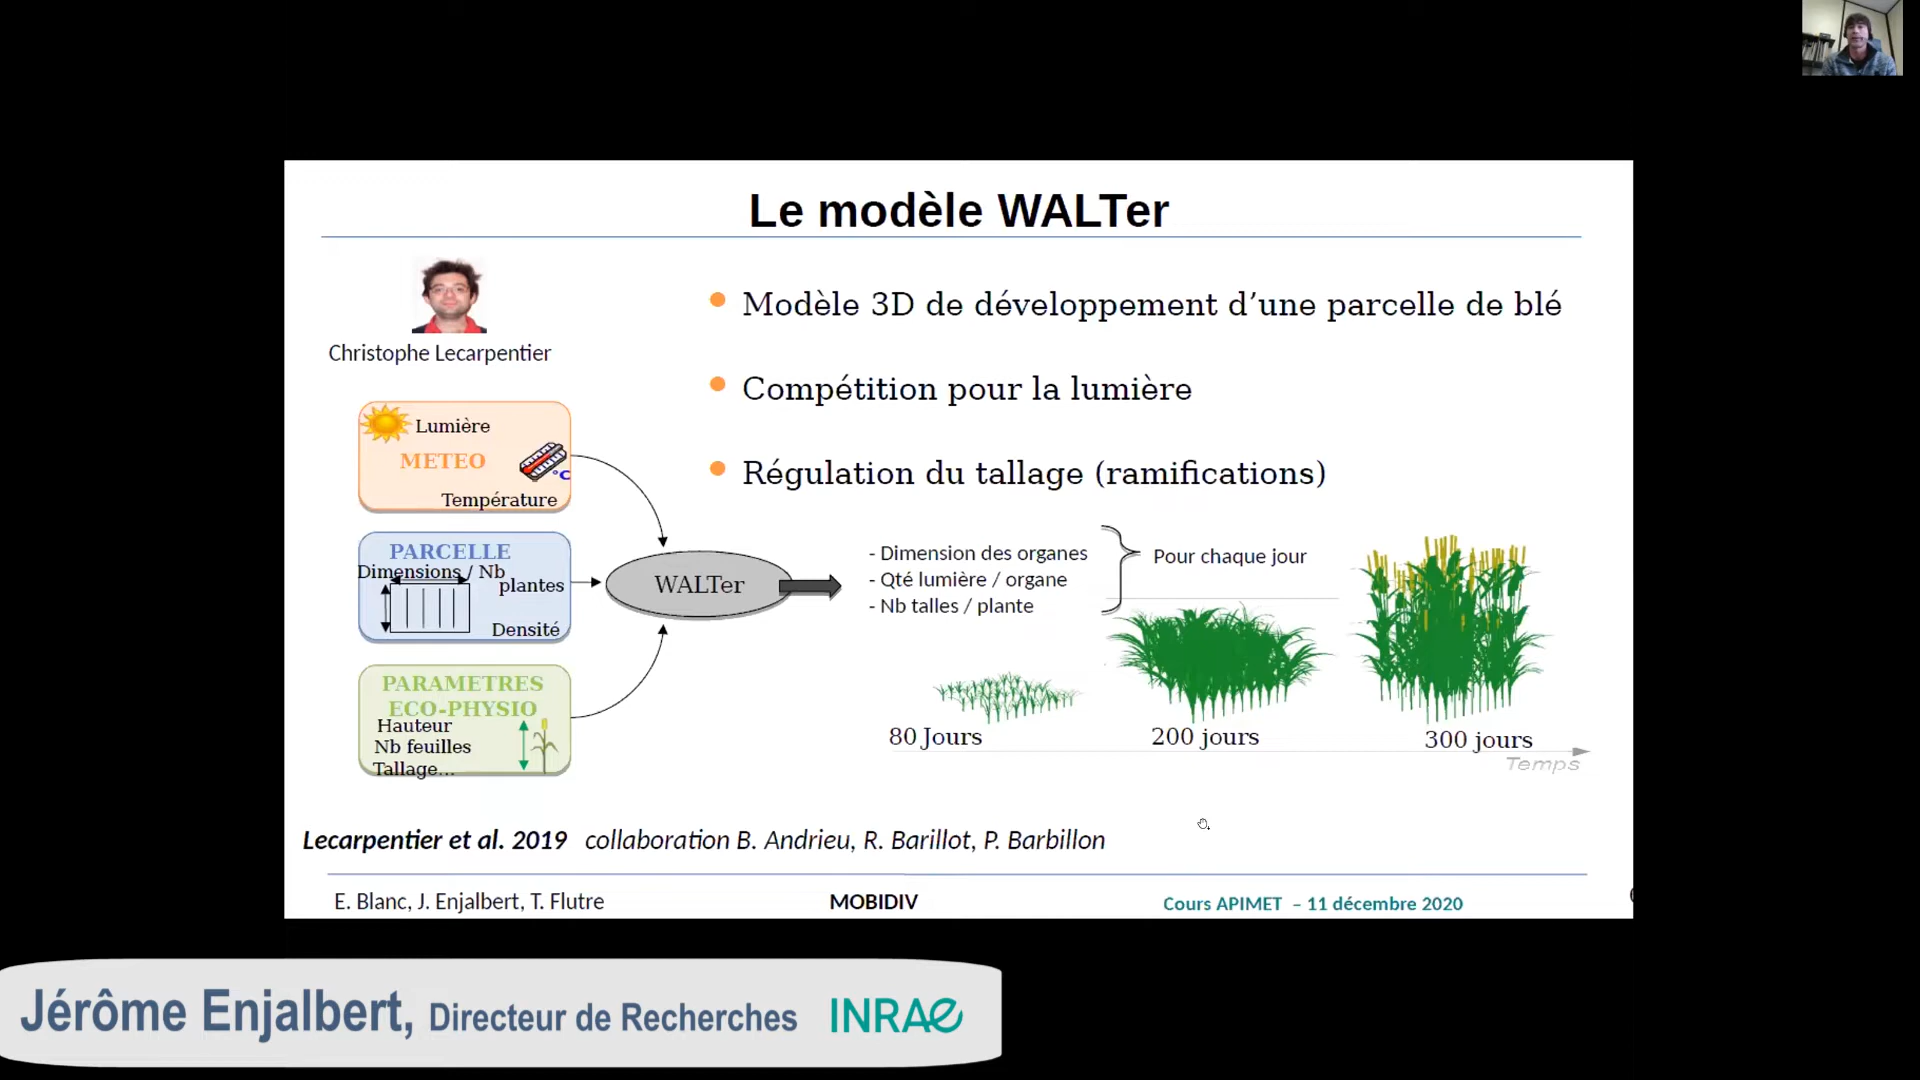 Le modèle WALTer
Christophe Lecarpentier
Modèle 3D de développement d’une parcelle de blé
Compétition pour la lumière
Régulation du tallage (ramifications)
Lumière
METEO
°C
Température
PARCELLE
Dimensions / Nb
plantes
Densité
PARAMETRES
ECO-PHYSIO
Hauteur
Nb feuilles
Tallage...
WALTer
- Dimension des organes
- Qté lumière / organe
- Nb talles / plante
Pour chaque jour
80 Jours
200 jours
300 jours
Temps
Lecarpentier et al. 2019 collaboration B. Andrieu, R. Barillot, P. Barbillon
E. Blanc, J. Enjalbert, T. Flutre
MOBIDIV
Cours APIMET – 11 décembre 2020
Jérôme Enjalbert, Directeur de Recherches INRAE